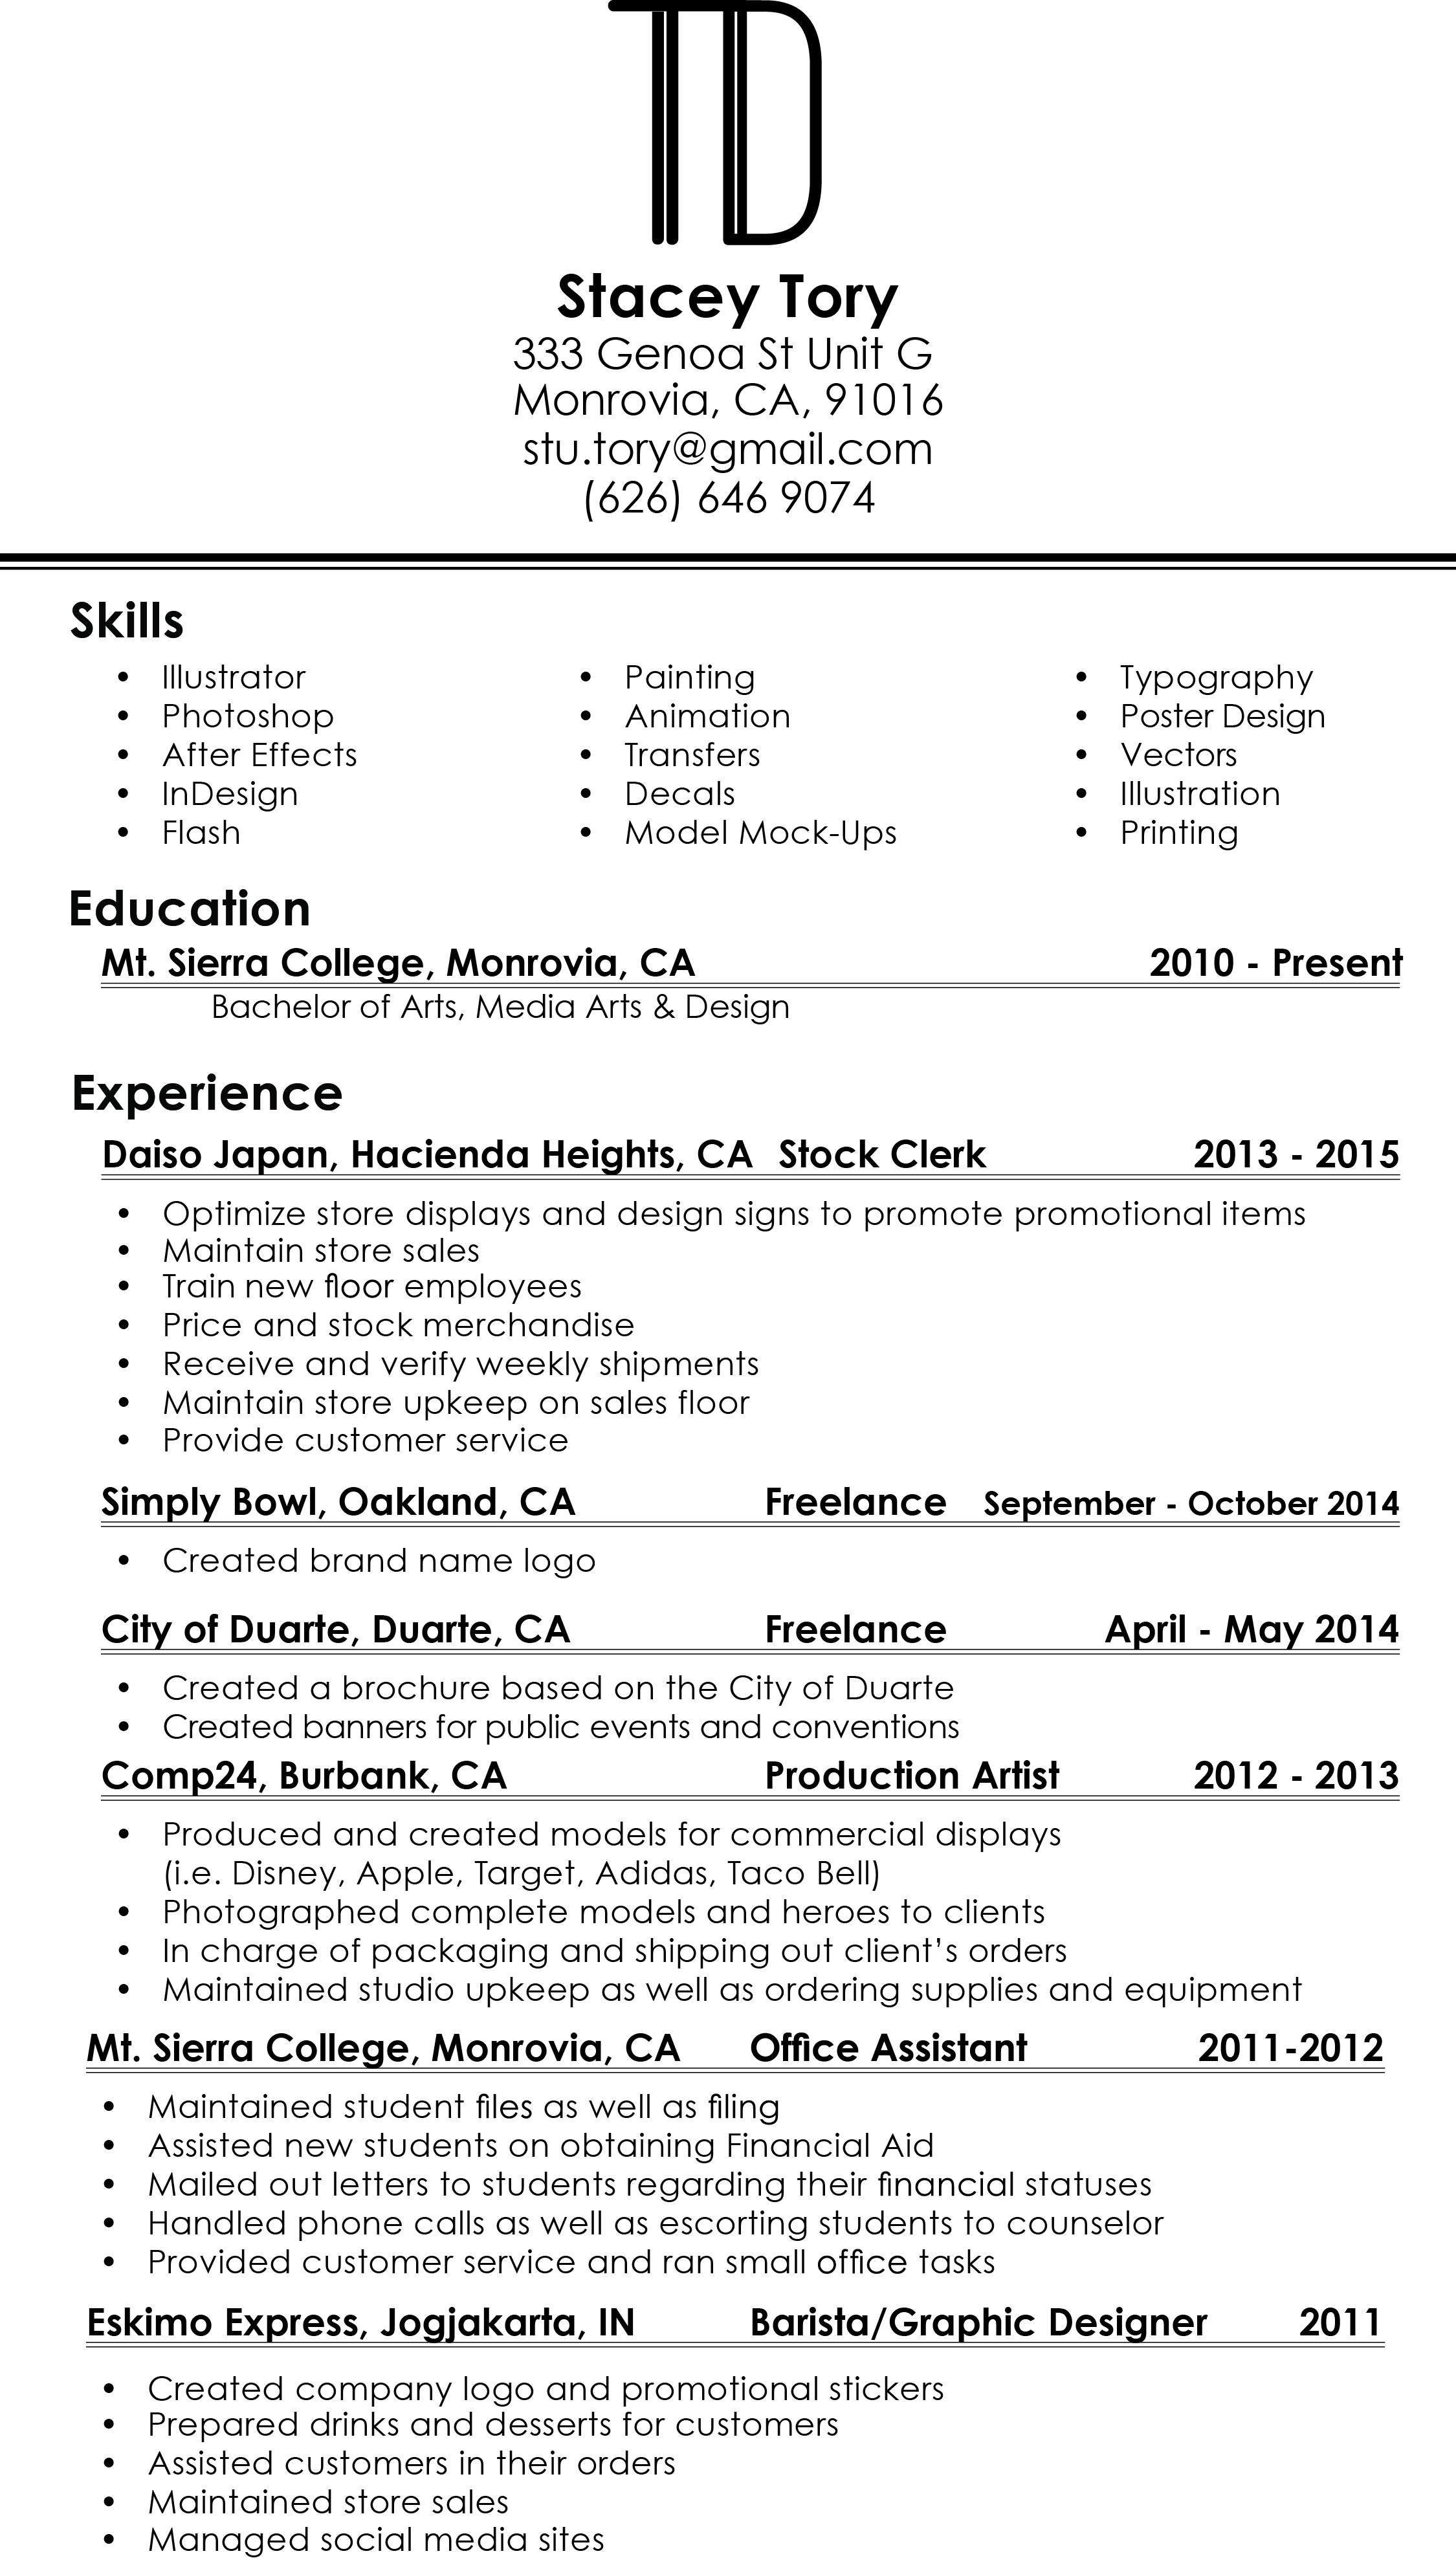 TD
Stacey Tory
333 Genoa St Unit G
Monrovia, CA, 91016
stu.tory@gmail.com
(626) 646 9074
Skills
• Illustrator
• Photoshop
• After Effects
• InDesign
• Flash
• Painting
• Animation
• Transfers
• Decals
• Model Mock-Ups
• Typography
• Poster Design
• Vectors
• Illustration
• Printing
Education
Mt. Sierra College, Monrovia, CA 2010 - Present
Bachelor of Arts, Media Arts & Design
Experience
Daiso Japan, Hacienda Heights, CA Stock Clerk 2013 - 2015
• Optimize store displays and design signs to promote promotional items
• Maintain store sales
• Train new floor employees
• Price and stock merchandise
• Receive and verify weekly shipments
• Maintain store upkeep on sales floor
• Provide customer service
Simply Bowl, Oakland, CA Freelance September - October 2014
• Created brand name logo
City of Duarte, Duarte, CA Freelance April - May 2014
• Created a brochure based on the City of Duarte
• Created banners for public events and conventions
Comp24, Burbank, CA Production Artist 2012 - 2013
• Produced and created models for commercial displays
(i.e. Disney, Apple, Target, Adidas, Taco Bell)
• Photographed complete models and heroes to clients
• In charge of packaging and shipping out client’s orders
• Maintained studio upkeep as well as ordering supplies and equipment
Mt. Sierra College, Monrovia, CA Office Assistant 2011-2012
• Maintained student files as well as filing
• Assisted new students on obtaining Financial Aid
• Mailed out letters to students regarding their financial statuses
• Handled phone calls as well as escorting students to counselor
• Provided customer service and ran small office tasks
Eskimo Express, Jogjakarta, IN Barista/Graphic Designer 2011
• Created company logo and promotional stickers
• Prepared drinks and desserts for customers
• Assisted customers in their orders
• Maintained store sales
• Managed social media sites